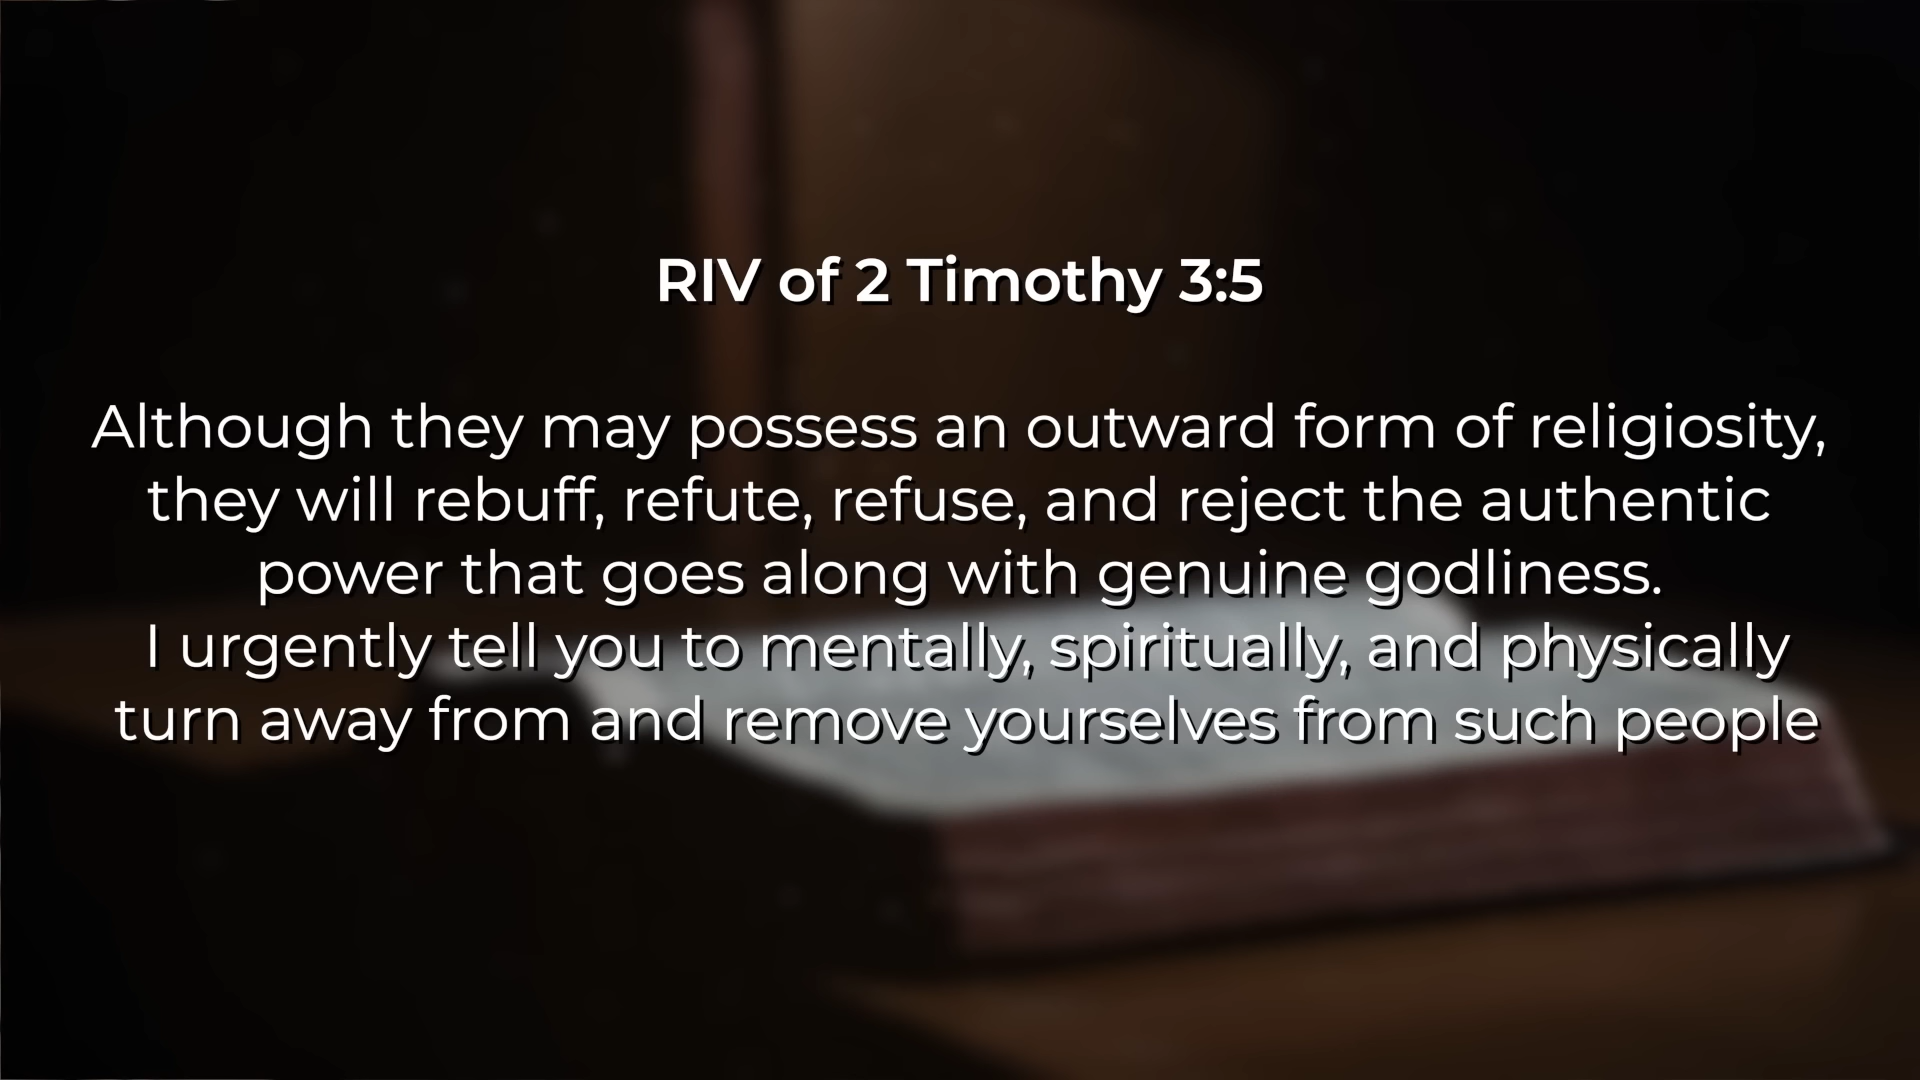 RIV of 2 Timothy 3:5
Although they may possess an outward form of religiosity,
they will rebuff, refute, refuse, and reject the authentic
power that goes along with genuine godliness.
I urgently tell you to mentally, spiritually, and physically
turn away from and remove yourselves from such people